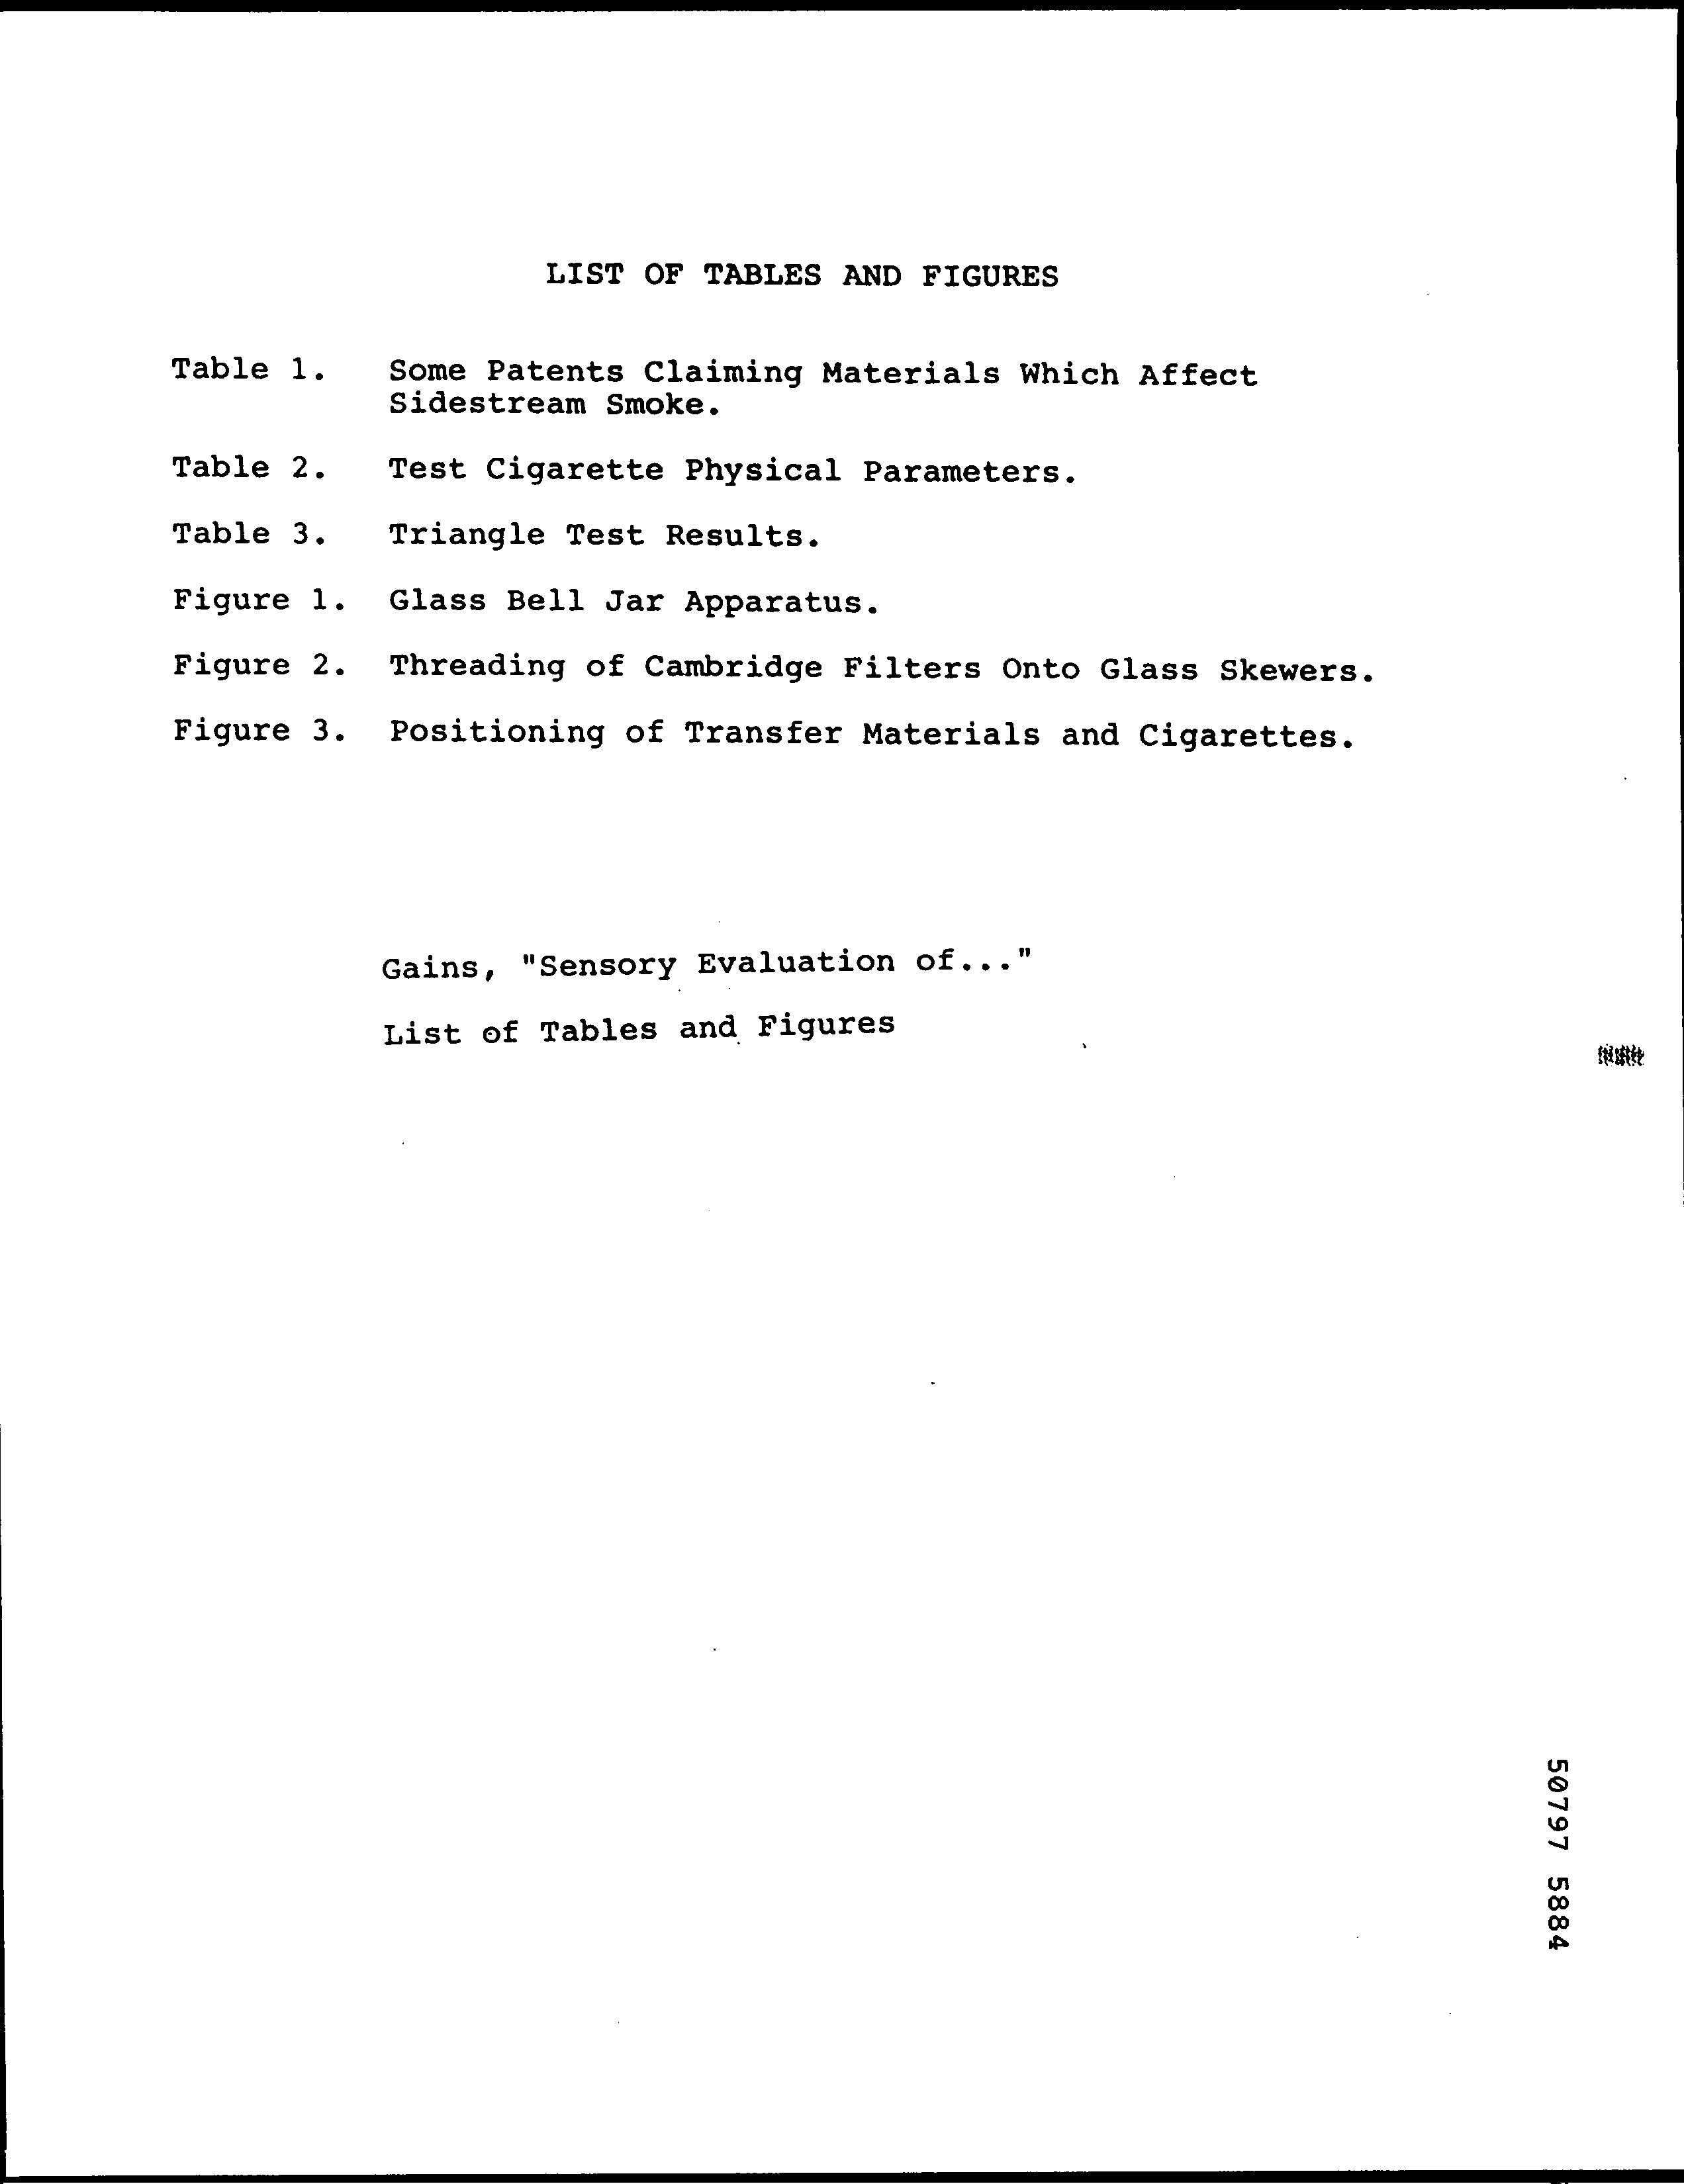 LIST OF TABLES AND FIGURES
Table 1. Some Patents Claiming Materials Which Affect
Sidestream Smoke.
Table 2. Test Cigarette Physical Parameters.
Table 3. Triangle Test Results.
Figure 1. Glass Bell Jar Apparatus.
Figure 2. Threading of Cambridge Filters Onto Glass Skewers.
Figure 3. Positioning of Transfer Materials and Cigarettes.
Gains, "Sensory Evaluation of..."
List of Tables and Figures
50797 5884